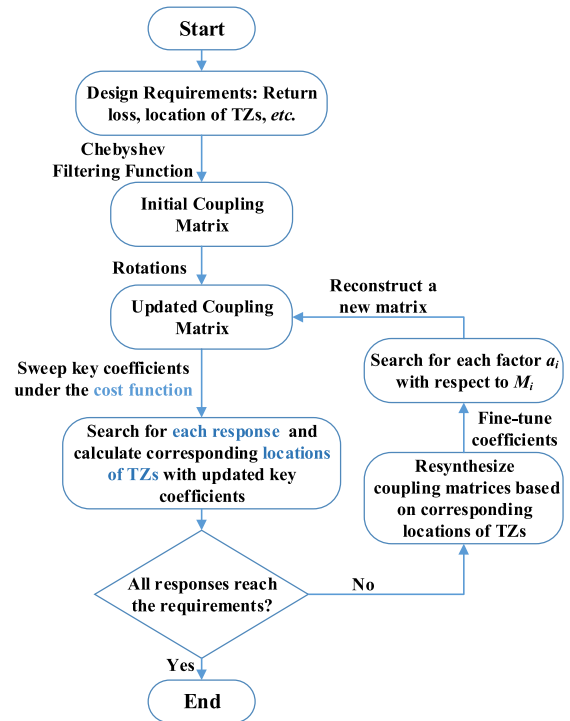 Start
Design Requirements: Return
loss, location of TZs, etc.
Chebyshev
Filtering Function
Initial Coupling
Matrix
Rotations
Updated Coupling
Matrix
Sweep key coefficients
under the cost function
Search for each response and
calculate corresponding locations
of TZs with updated key
coefficients
All responses reach
the requirements?
Yes
End
No
Resynthesize
coupling matrices based
on corresponding
locations of TZs
Fine-tune
coefficients
Search for each factor aᵢ
with respect to Mᵢ
Reconstruct a
new matrix